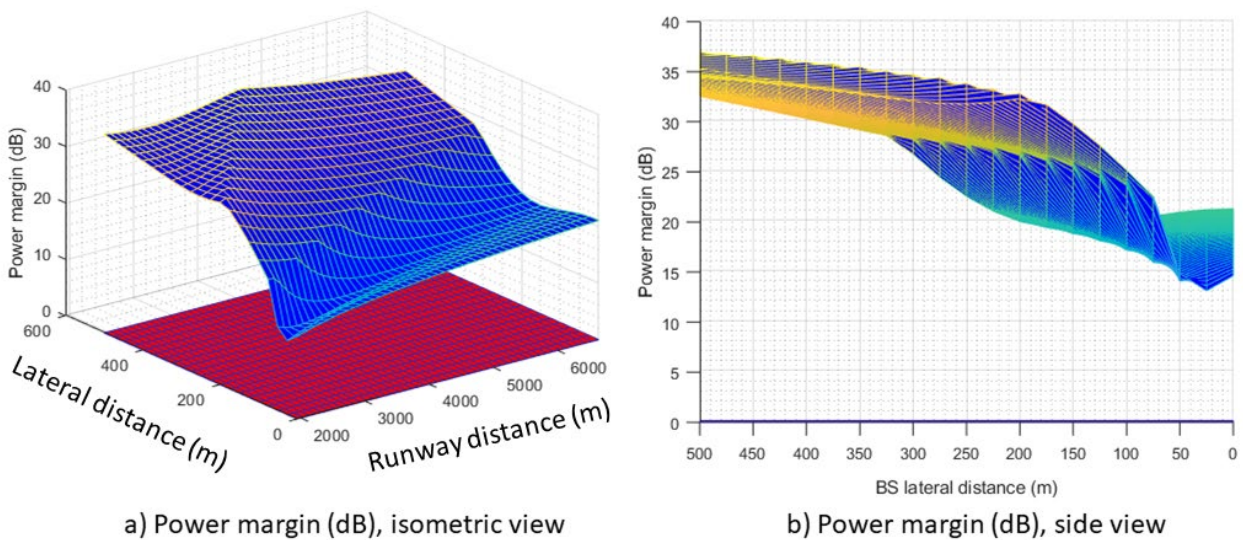 40
30
20
10
0
Power margin (dB)
600
400
200
0
Lateral distance (m)
2000
3000
4000
5000
6000
Runway distance (m)
a) Power margin (dB), isometric view
40
35
30
25
20
15
10
5
0
Power margin (dB)
500 450 400 350 300 250 200 150 100 50 0
BS lateral distance (m)
b) Power margin (dB), side view